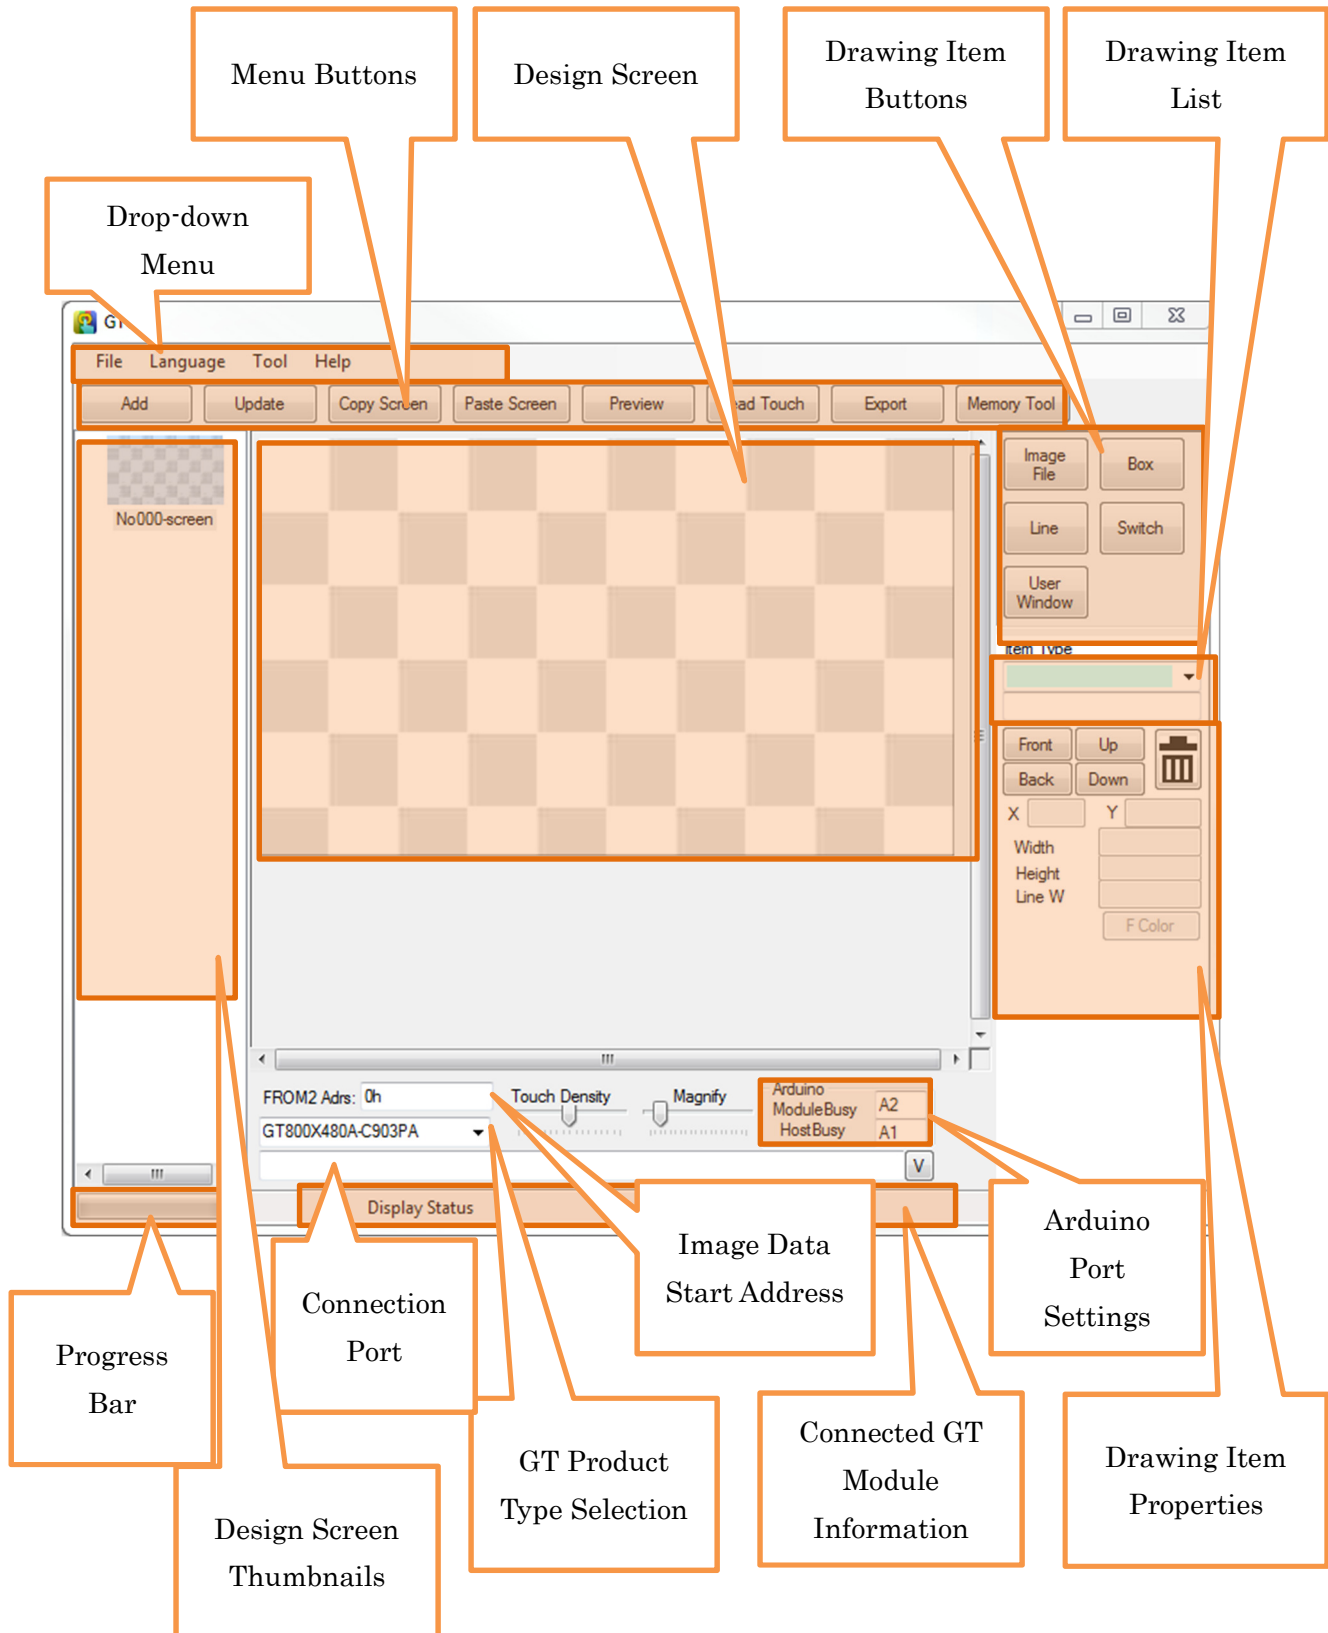 Menu Buttons
Design Screen
Drawing Item
Buttons
Drawing Item
List
Drop-down
Menu
GT
File Language Tool Help
Add Update Copy Screen Paste Screen Preview ead Touch Export Memory Tool
No000-screen
Image
File
Box
Line
Switch
User
Window
Item Type
Front Up
Back Down
X Y
Width
Height
Line W
F Color
FROM2 Adrs: 0h
Touch Density
Magnify
Arduino
ModuleBusy A2
HostBusy A1
GT800X480A-C903PA
V
Display Status
Progress
Bar
Connection
Port
Image Data
Start Address
Arduino
Port
Settings
Design Screen
Thumbnails
GT Product
Type Selection
Connected GT
Module
Information
Drawing Item
Properties